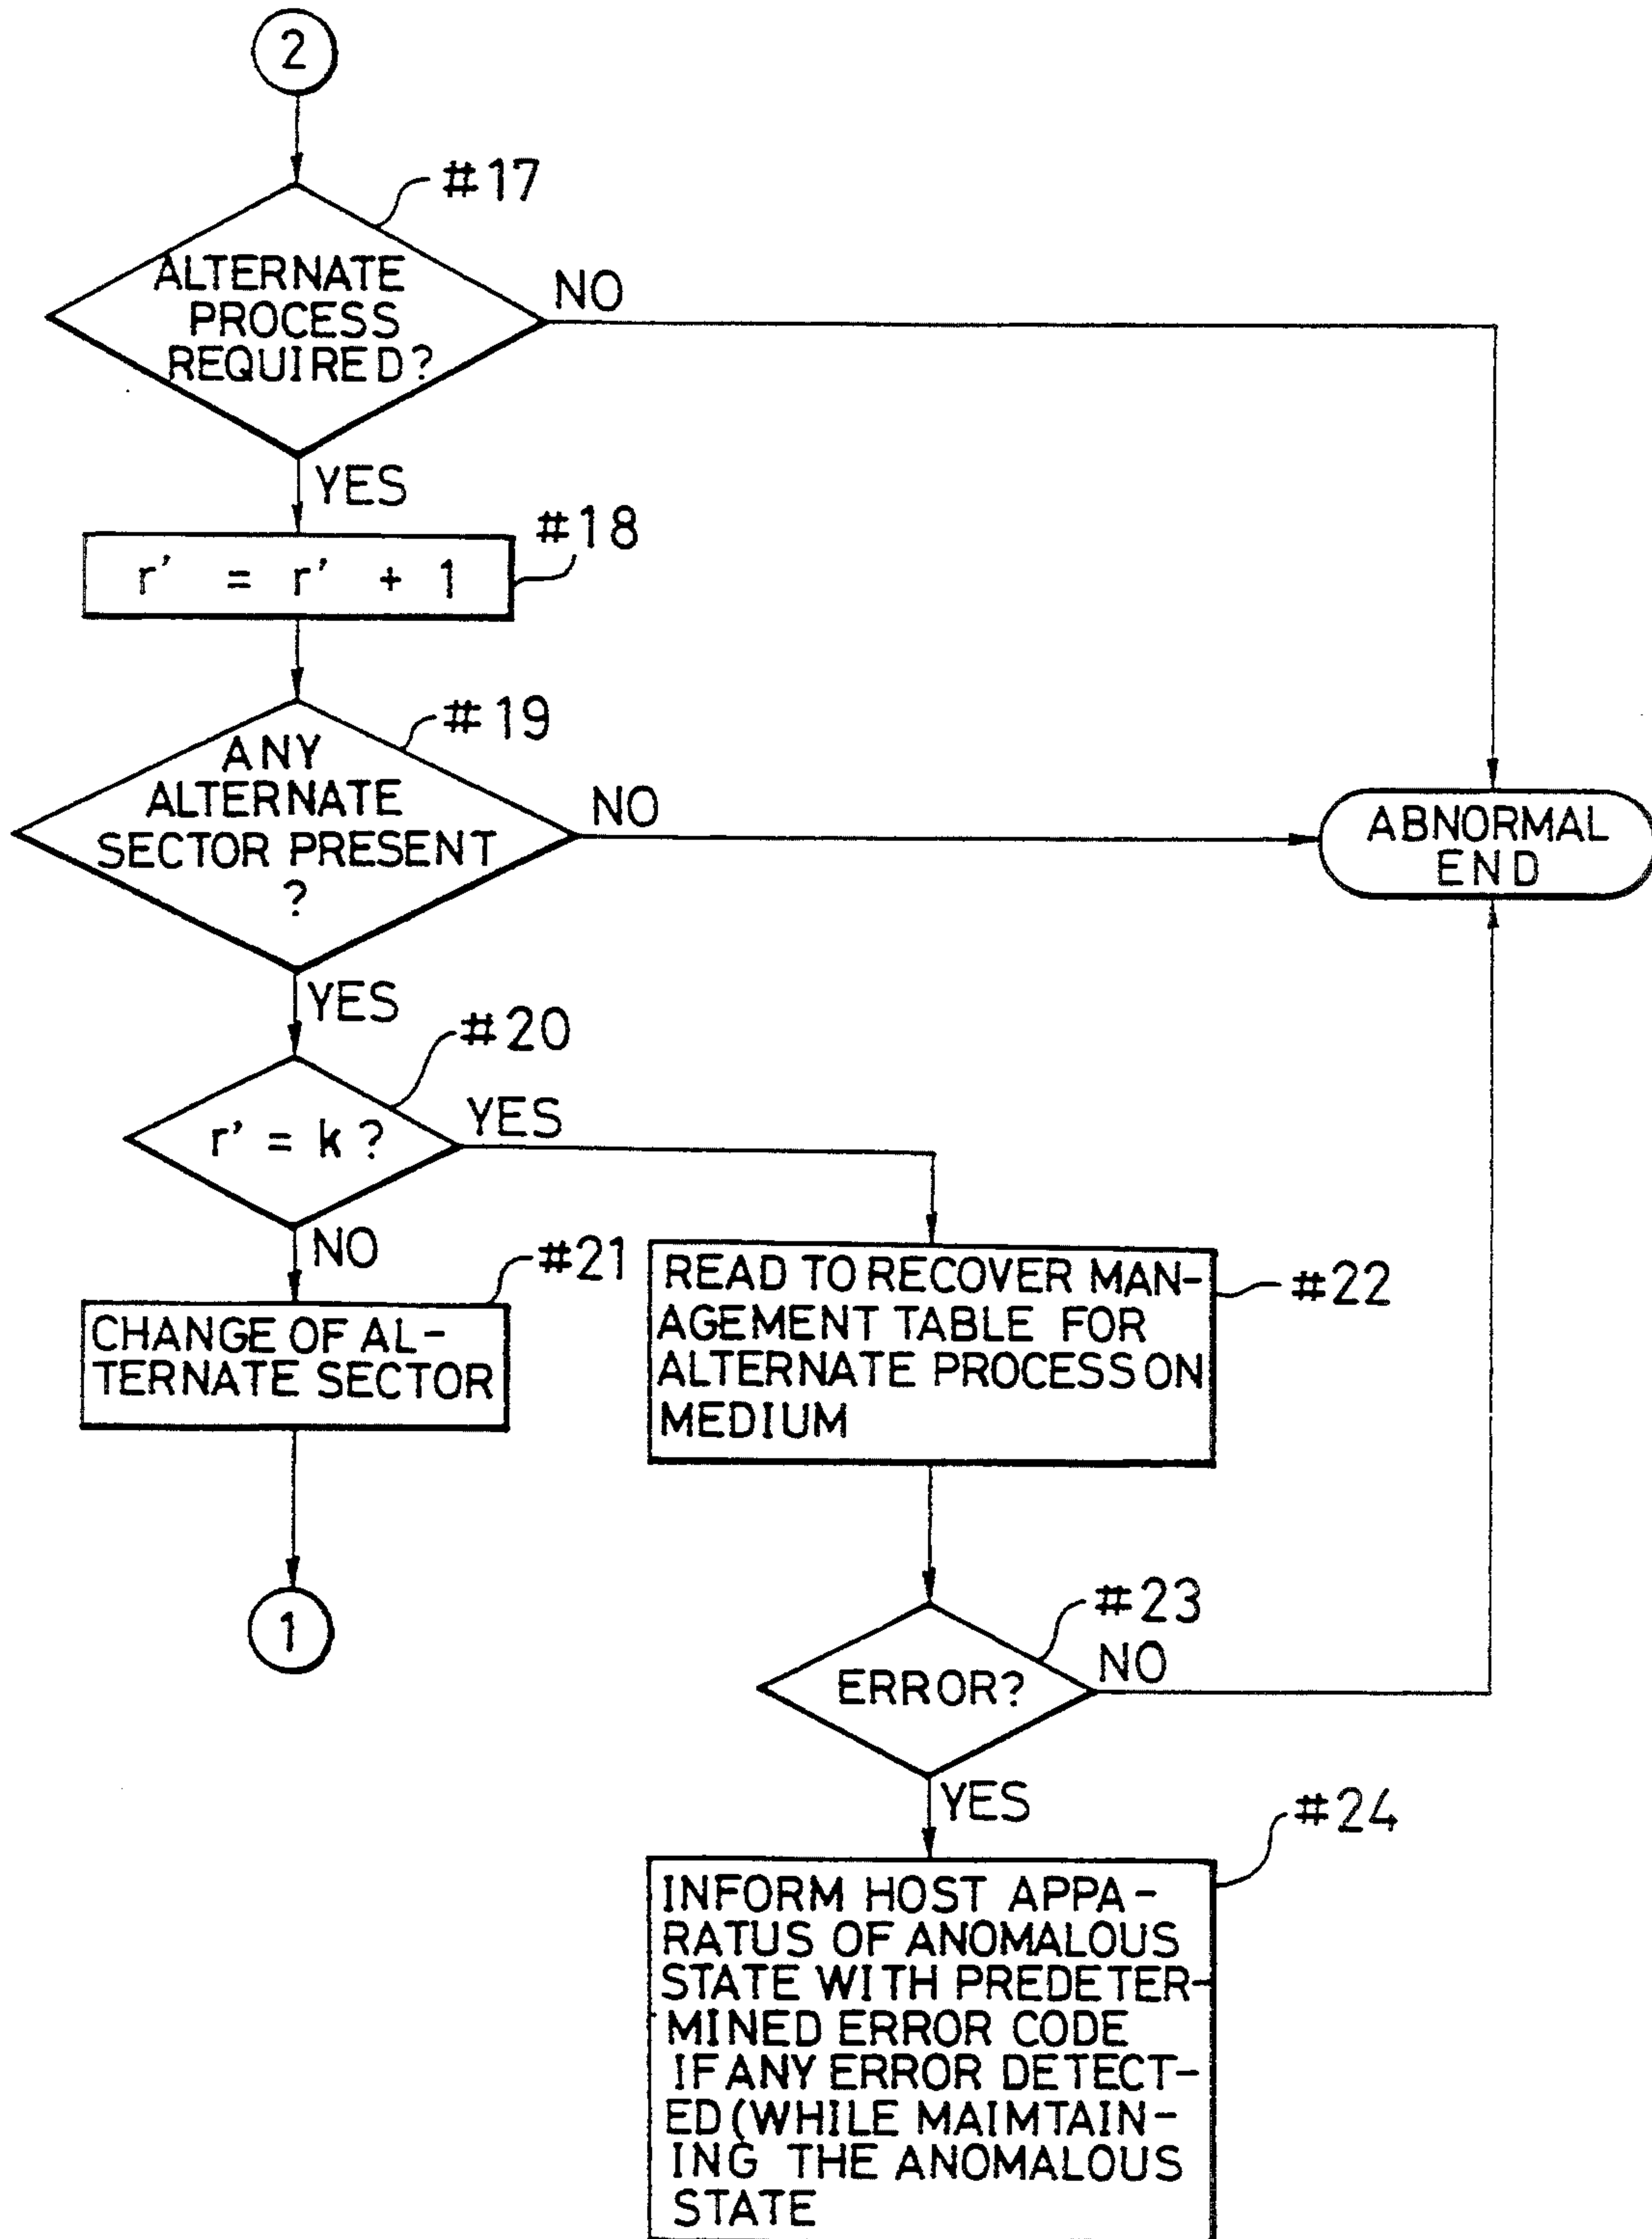 2
#17
ALTERNATE
PROCESS
REQUIRED?
NO
YES
#18
r' = r' + 1
#19
ANY
ALTERNATE
SECTOR PRESENT
?
NO
ABNORMAL
END
YES
#20
r' = k?
YES
NO
#21
CHANGE OF AL-
TERNATE SECTOR
1
#22
READ TO RECOVER MAN-
AGEMENT TABLE FOR
ALTERNATE PROCESS ON
MEDIUM
#23
ERROR?
NO
YES
#24
INFORM HOST APPA-
RATUS OF ANOMALOUS
STATE WITH PREDETER-
MINED ERROR CODE
IF ANY ERROR DETECT-
ED(WHILE MAIMTAIN-
ING THE ANOMALOUS
STATE